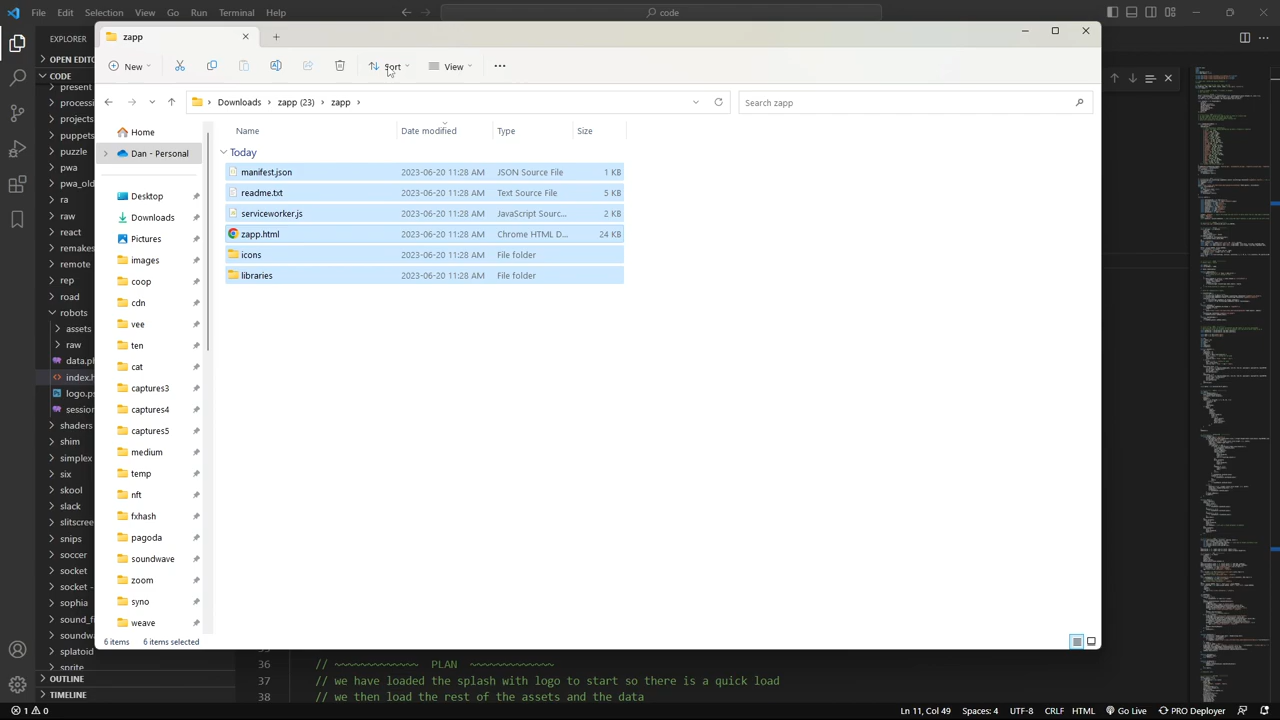 File Edit Selection View Go Run Terminal Help
code
EXPLORER
OPEN EDITO
CODE
present
project
puppet
puzzle
pwa
pwa_old
ra
raw
react
remake
remote
rep
road
robots
assets
raw
data.p
index.h
logo.p
session
shaders
shim
simplex
six
skool
slack
slitscree
snips
soccer
socket
socket -
sophia
sound_f
soundw
splatoid
sprite
OUTLINE
TIMELINE
zapp
New
Sort
View
Downloads > zapp (23) > zapp >
Search zapp
Home
Dan - Personal
Desktop
Downloads
Pictures
images
coop
cdn
vee
ten
cat
captures3
captures4
captures5
medium
temp
nft
fxhash
pagoda
soundwave
zoom
syno
weave
Name Date modified Type Size
Today
manifest.json 2023-06-20 11:28 AM JSON Source File 1 KB
readme.txt 2023-06-20 11:28 AM Text Source File 5 KB
serviceworker.js 2023-06-20 11:28 AM JavaScript Sourc... 2 KB
zapp.html 2023-06-20 11:28 AM Chrome HTML D... 24 KB
icons 2023-06-20 11:28 AM File folder
libraries 2023-06-20 11:28 AM File folder
6 items 6 items selected
36 // ~~~~~~~~~~~~~ PLAN ~~~~~~~~~~~~~
37 // we have loaded the splash with logo to start so there is a quick load
38 // then load the rest of the assets and the data
1 0
Ln 11, Col 49 Spaces: 4 UTF-8 CRLF HTML Go Live PRO Deployer